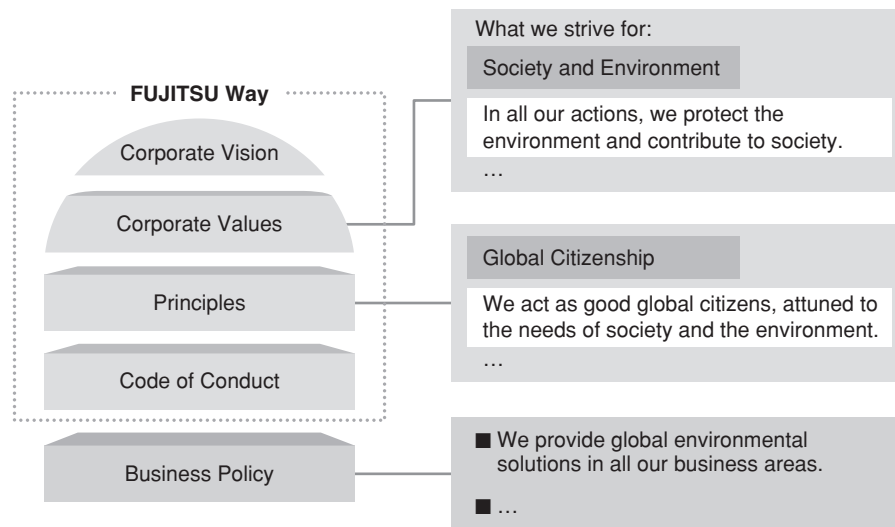 FUJITSU Way
Corporate Vision
Corporate Values
Principles
Code of Conduct
Business Policy
What we strive for:
Society and Environment
In all our actions, we protect the
environment and contribute to society.
…
Global Citizenship
We act as good global citizens, attuned to
the needs of society and the environment.
…
■ We provide global environmental
solutions in all our business areas.
■ …